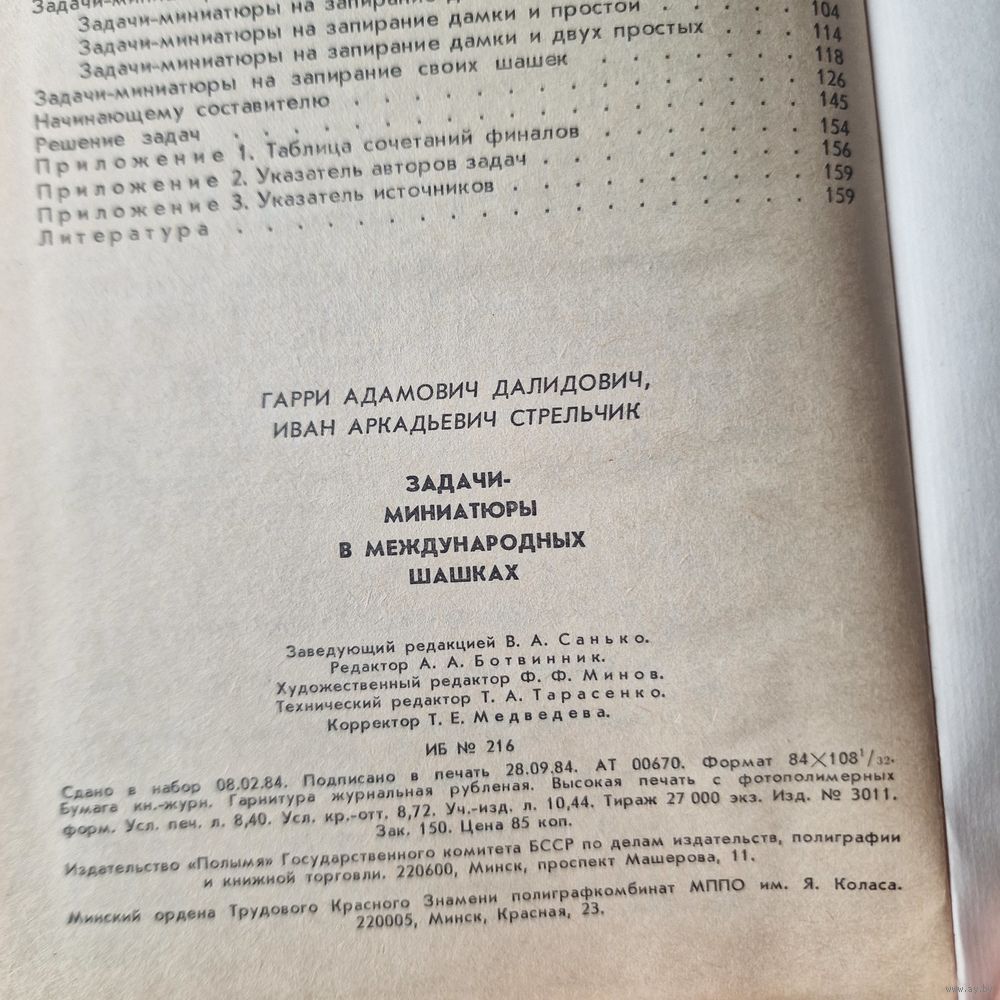 Задачи-миниатюры на запирание
Задачи-миниатюры на запирание дамки и простой . . . . . 104
Задачи-миниатюры на запирание дамки и двух простых . . . 114
Задачи-миниатюры на запирание своих шашек . . . . . . 118
Начинающему составителю . . . . . . . . . . . . 126
Решение задач . . . . . . . . . . . . . . . 145
Приложение 1. Таблица сочетаний финалов . . . . . . . 154
Приложение 2. Указатель авторов задач . . . . . . . . 156
Приложение 3. Указатель источников . . . . . . . . . 159
Литература . . . . . . . . . . . . . . . . 159
ГАРРИ АДАМОВИЧ ДАЛИДОВИЧ,
ИВАН АРКАДЬЕВИЧ СТРЕЛЬЧИК
ЗАДАЧИ-
МИНИАТЮРЫ
В МЕЖДУНАРОДНЫХ
ШАШКАХ
Заведующий редакцией В. А. Санько.
Редактор А. А. Ботвинник.
Художественный редактор Ф. Ф. Минов.
Технический редактор Т. А. Тарасенко.
Корректор Т. Е. Медведева.
ИБ № 216
Сдано в набор 08.02.84. Подписано в печать 28.09.84. АТ 00670. Формат 84×108¹/₃₂.
Бумага кн.-журн. Гарнитура журнальная рубленая. Высокая печать с фотополимерных
форм. Усл. печ. л. 8,40. Усл. кр.-отт. 8,72. Уч.-изд. л. 10,44. Тираж 27 000 экз. Изд. № 3011.
Зак. 150. Цена 85 коп.
Издательство «Полымя» Государственного комитета БССР по делам издательств, полиграфии
и книжной торговли. 220600, Минск, проспект Машерова, 11.
Минский ордена Трудового Красного Знамени полиграфкомбинат МППО им. Я. Коласа.
220005, Минск, Красная, 23.
www.ay.by